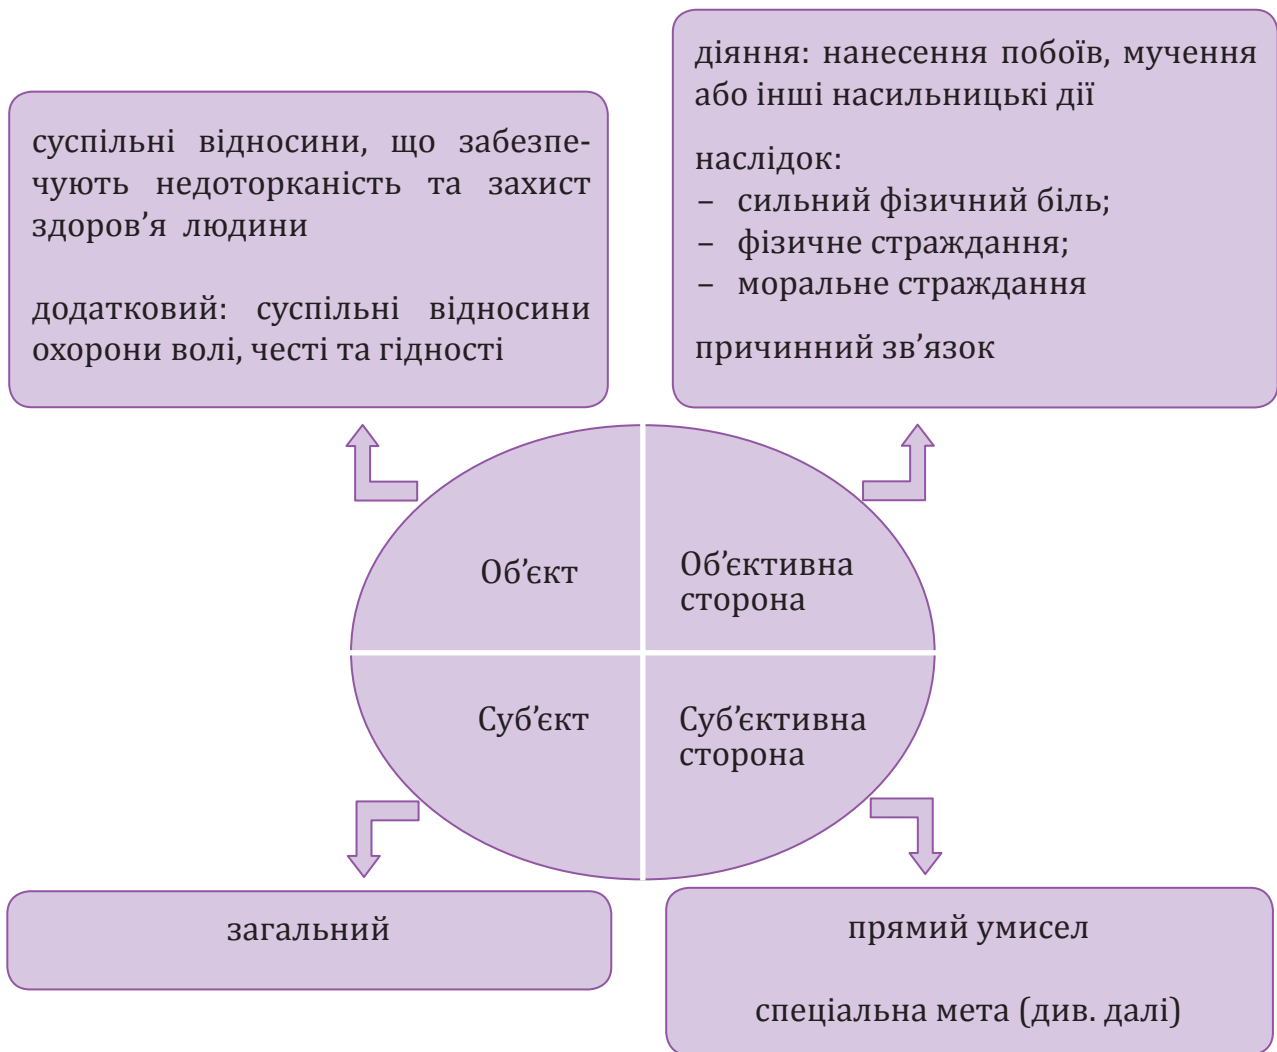 суспільні відносини, що забезпе-
чують недоторканість та захист
здоров’я людини
додатковий: суспільні відносини
охорони волі, честі та гідності
діяння: нанесення побоїв, мучення
або інші насильницькі дії
наслідок:
– сильний фізичний біль;
– фізичне страждання;
– моральне страждання
причинний зв’язок
Об’єкт
Об’єктивна
сторона
Суб’єкт
Суб’єктивна
сторона
загальний
прямий умисел
спеціальна мета (див. далі)